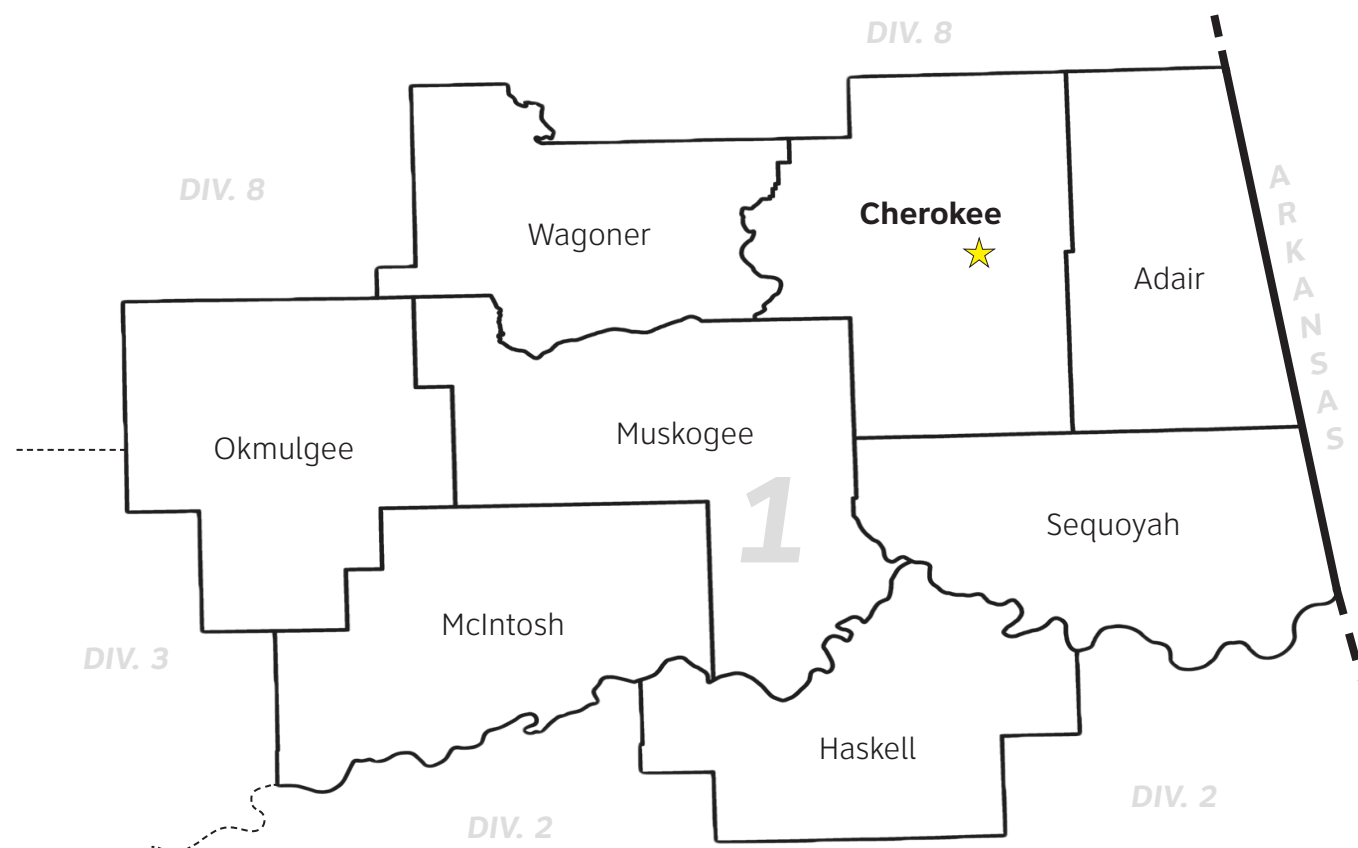 DIV. 8
DIV. 8
Cherokee
Wagoner
Adair
ARKANSAS
Okmulgee
Muskogee
1
Sequoyah
McIntosh
DIV. 3
Haskell
DIV. 2
DIV. 2